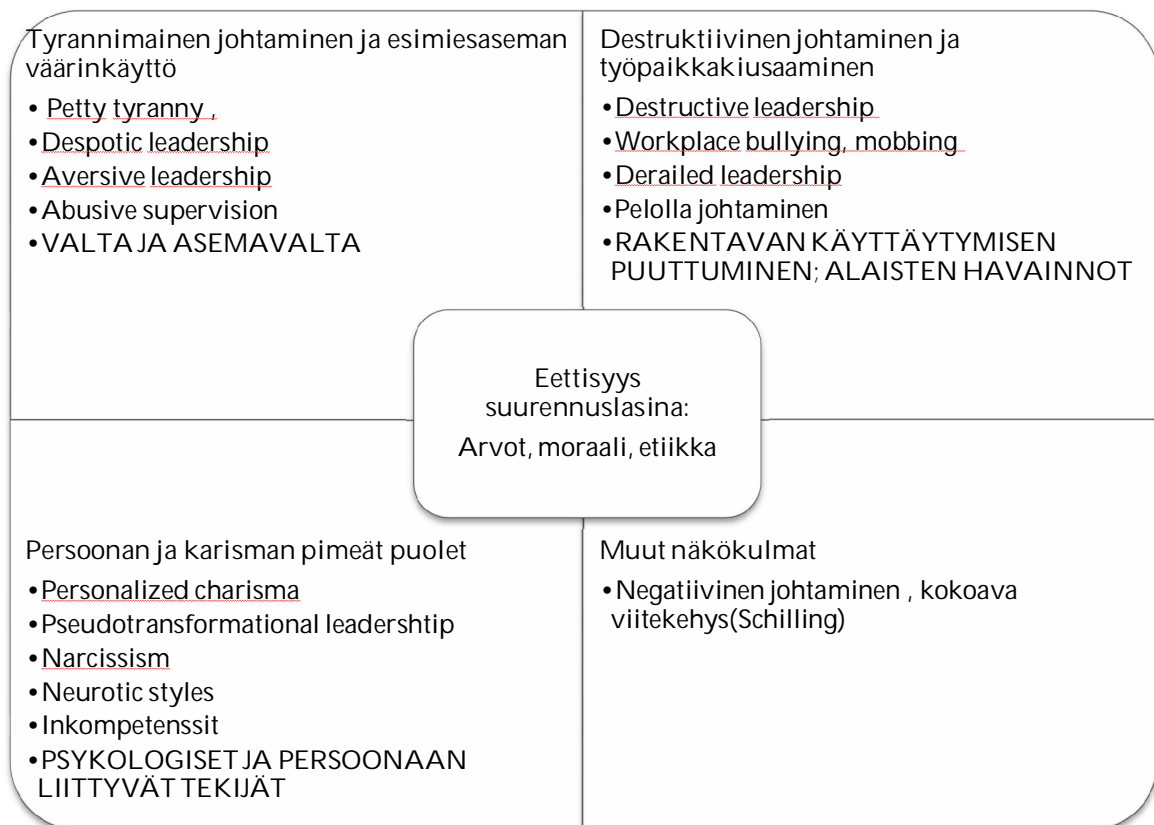 Tyrannimainen johtaminen ja esimiesaseman
väärinkäyttö
• Petty tyranny ,
•Despotic leadership
•Aversive leadership
•Abusive supervision
•VALTA JA ASEMAVALTA
Destruktiivinen johtaminen ja
työpaikkakiusaaminen
•Destructive leadership
•Workplace bullying, mobbing
•Derailed leadership
•Pelolla johtaminen
•RAKENTAVAN KÄYTTÄYTYMISEN
PUUTTUMINEN; ALAISTEN HAVAINNOT
Eettisyys
suurennuslasina:
Arvot, moraali, etiikka
Persoonan ja karisman pimeät puolet
•Personalized charisma
•Pseudotransformational leadershtip
•Narcissism
•Neurotic styles
•Inkompetenssit
•PSYKOLOGISET JA PERSOONAAN
LIITTYVÄT TEKIJÄT
Muut näkökulmat
•Negatiivinen johtaminen , kokoava
viitekehys(Schilling)